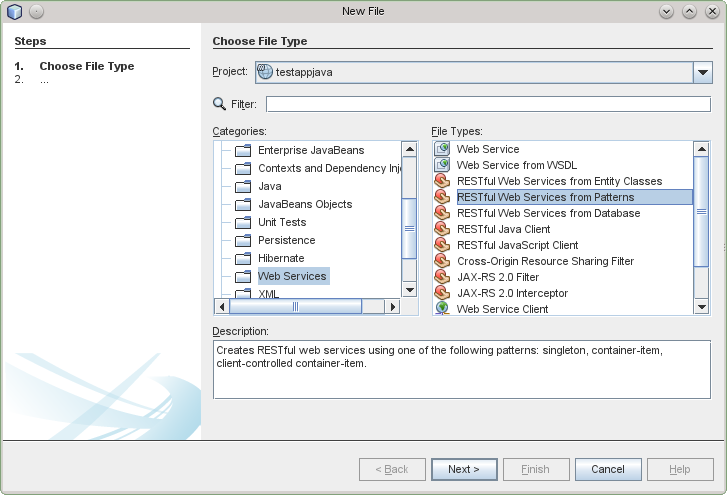 New File
Steps
1. Choose File Type
2. ...
Choose File Type
Project: testappjava
Filter:
Categories:
Enterprise JavaBeans
Contexts and Dependency Inj
Java
JavaBeans Objects
Unit Tests
Persistence
Hibernate
Web Services
XML
File Types:
Web Service
Web Service from WSDL
RESTful Web Services from Entity Classes
RESTful Web Services from Patterns
RESTful Web Services from Database
RESTful Java Client
RESTful JavaScript Client
Cross-Origin Resource Sharing Filter
JAX-RS 2.0 Filter
JAX-RS 2.0 Interceptor
Web Service Client
Description:
Creates RESTful web services using one of the following patterns: singleton, container-item,
client-controlled container-item.
< Back Next > Finish Cancel Help